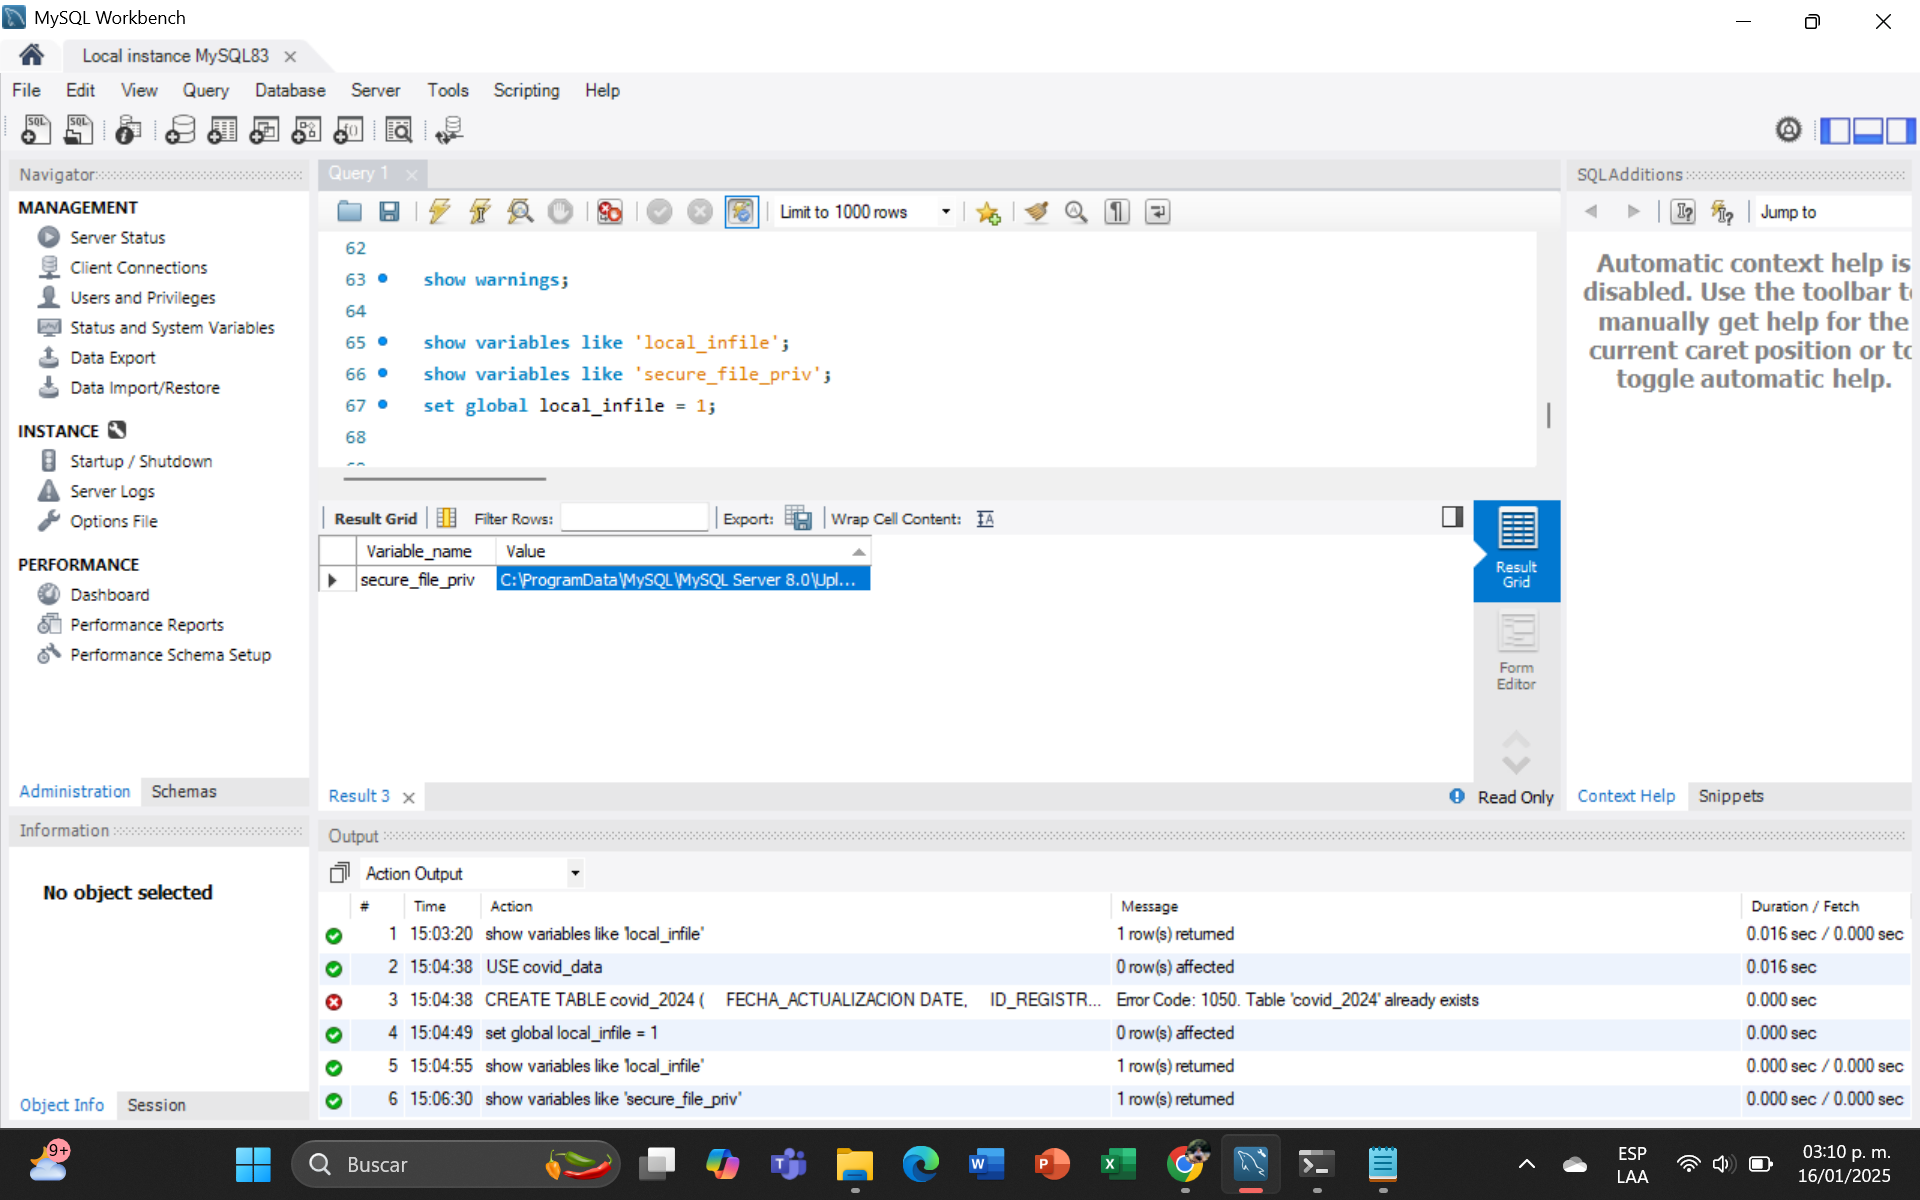 MySQL Workbench
Local instance MySQL83
File Edit View Query Database Server Tools Scripting Help
Navigator
MANAGEMENT
Server Status
Client Connections
Users and Privileges
Status and System Variables
Data Export
Data Import/Restore
INSTANCE
Startup / Shutdown
Server Logs
Options File
PERFORMANCE
Dashboard
Performance Reports
Performance Schema Setup
Administration Schemas
Information
No object selected
Object Info Session
Query 1
Limit to 1000 rows
62
63 show warnings;
64
65 show variables like 'local_infile';
66 show variables like 'secure_file_priv';
67 set global local_infile = 1;
68
Result Grid Filter Rows: Export: Wrap Cell Content:
Variable_name Value
secure_file_priv C:\ProgramData\MySQL\MySQL Server 8.0\Upl...
Result Grid
Form Editor
Result 3 Read Only
SQLAdditions
Jump to
Automatic context help is
disabled. Use the toolbar
manually get help for the
current caret position or
toggle automatic help.
Context Help Snippets
Output
Action Output
# Time Action Message Duration / Fetch
1 15:03:20 show variables like 'local_infile' 1 row(s) returned 0.016 sec / 0.000 sec
2 15:04:38 USE covid_data 0 row(s) affected 0.016 sec
3 15:04:38 CREATE TABLE covid_2024 ( FECHA_ACTUALIZACION DATE, ID_REGISTR... Error Code: 1050. Table 'covid_2024' already exists 0.000 sec
4 15:04:49 set global local_infile = 1 0 row(s) affected 0.000 sec
5 15:04:55 show variables like 'local_infile' 1 row(s) returned 0.000 sec / 0.000 sec
6 15:06:30 show variables like 'secure_file_priv' 1 row(s) returned 0.000 sec / 0.000 sec
9+
Buscar
ESP
LAA
03:10 p. m.
16/01/2025